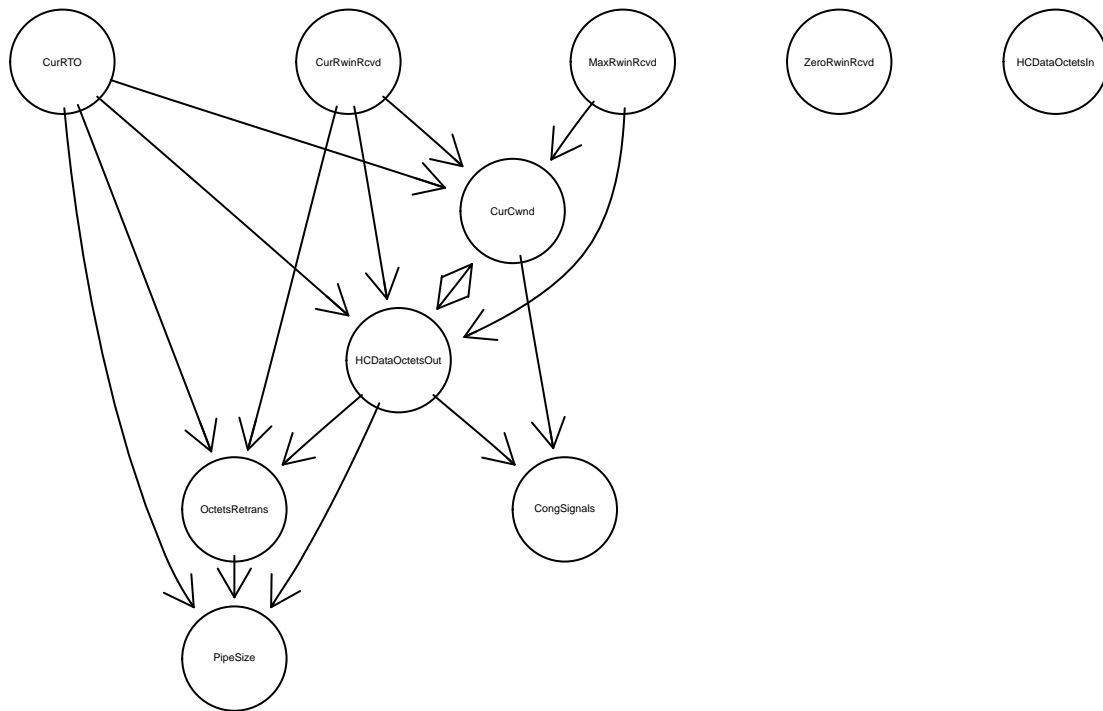 CurRTO
CurRwinRcvd
MaxRwinRcvd
ZeroRwinRcvd
HCDataOctetsIn
CurCwnd
HCDataOctetsOut
OctetsRetrans
CongSignals
PipeSize